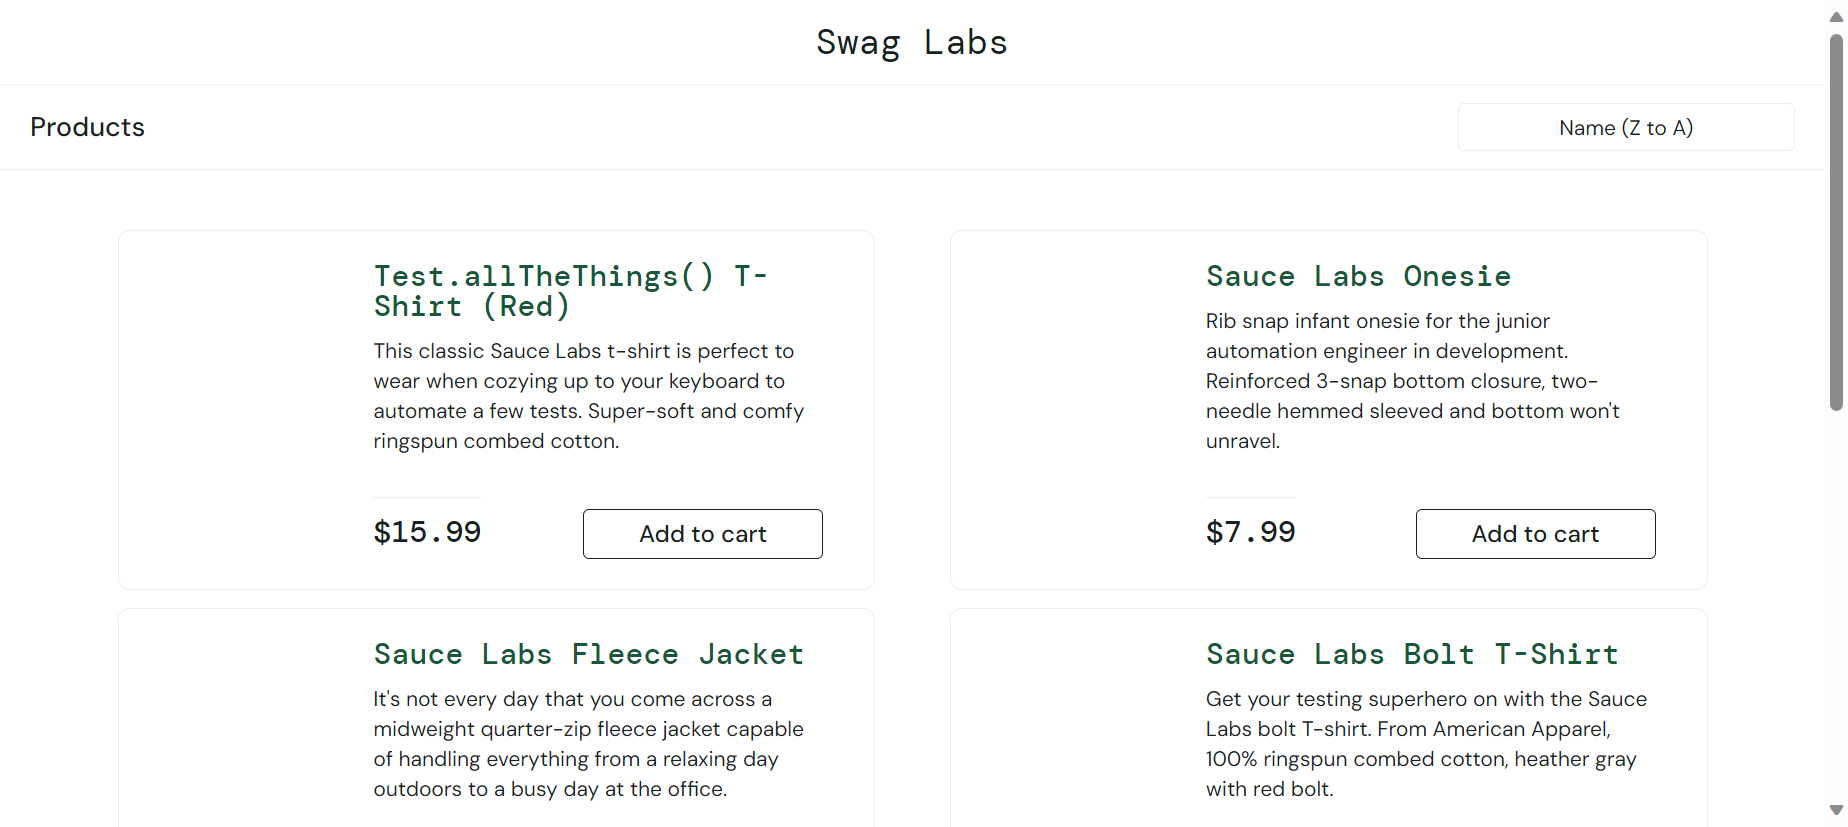 Swag Labs
Products
Name (Z to A)
Test.allTheThings() T-
Shirt (Red)
This classic Sauce Labs t-shirt is perfect to
wear when cozying up to your keyboard to
automate a few tests. Super-soft and comfy
ringspun combed cotton.
$15.99
Add to cart
Sauce Labs Onesie
Rib snap infant onesie for the junior
automation engineer in development.
Reinforced 3-snap bottom closure, two-
needle hemmed sleeved and bottom won't
unravel.
$7.99
Add to cart
Sauce Labs Fleece Jacket
It's not every day that you come across a
midweight quarter-zip fleece jacket capable
of handling everything from a relaxing day
outdoors to a busy day at the office.
Sauce Labs Bolt T-Shirt
Get your testing superhero on with the Sauce
Labs bolt T-shirt. From American Apparel,
100% ringspun combed cotton, heather gray
with red bolt.